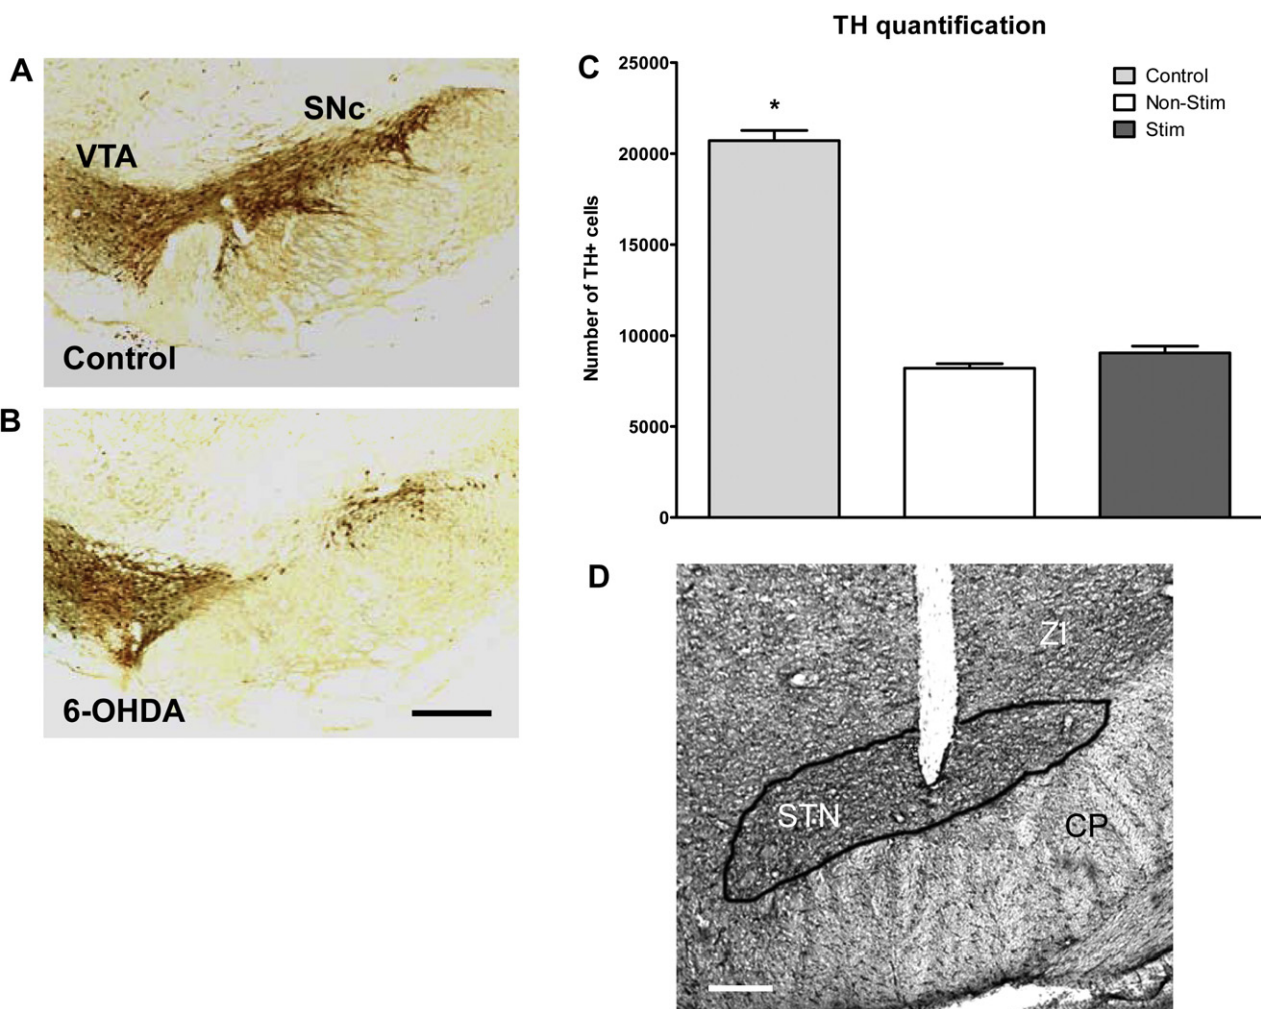 TH quantification
A
VTA
SNc
Control
B
6-OHDA
C
25000
20000
15000
10000
5000
0
Number of TH+ cells
*
Control
Non-Stim
Stim
D
ZI
STN
CP